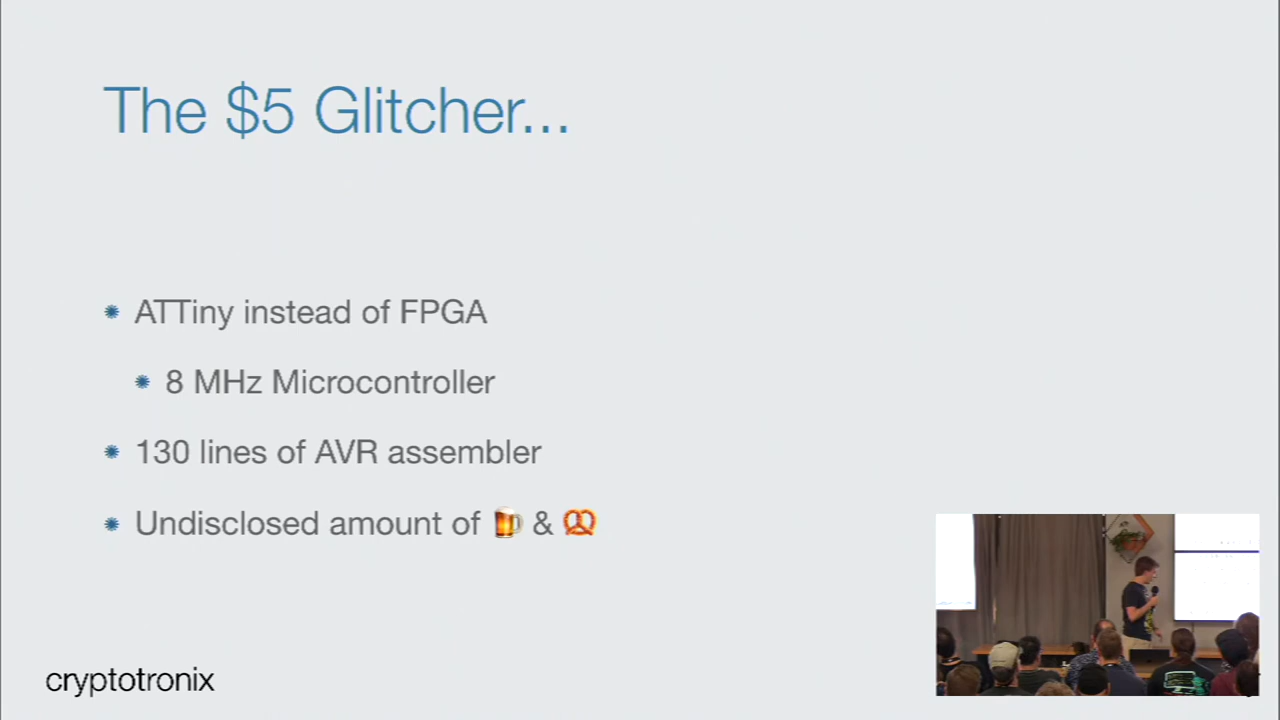 The $5 Glitcher...
ATTiny instead of FPGA
8 MHz Microcontroller
130 lines of AVR assembler
Undisclosed amount of 🍺 & 🥨
cryptotronix